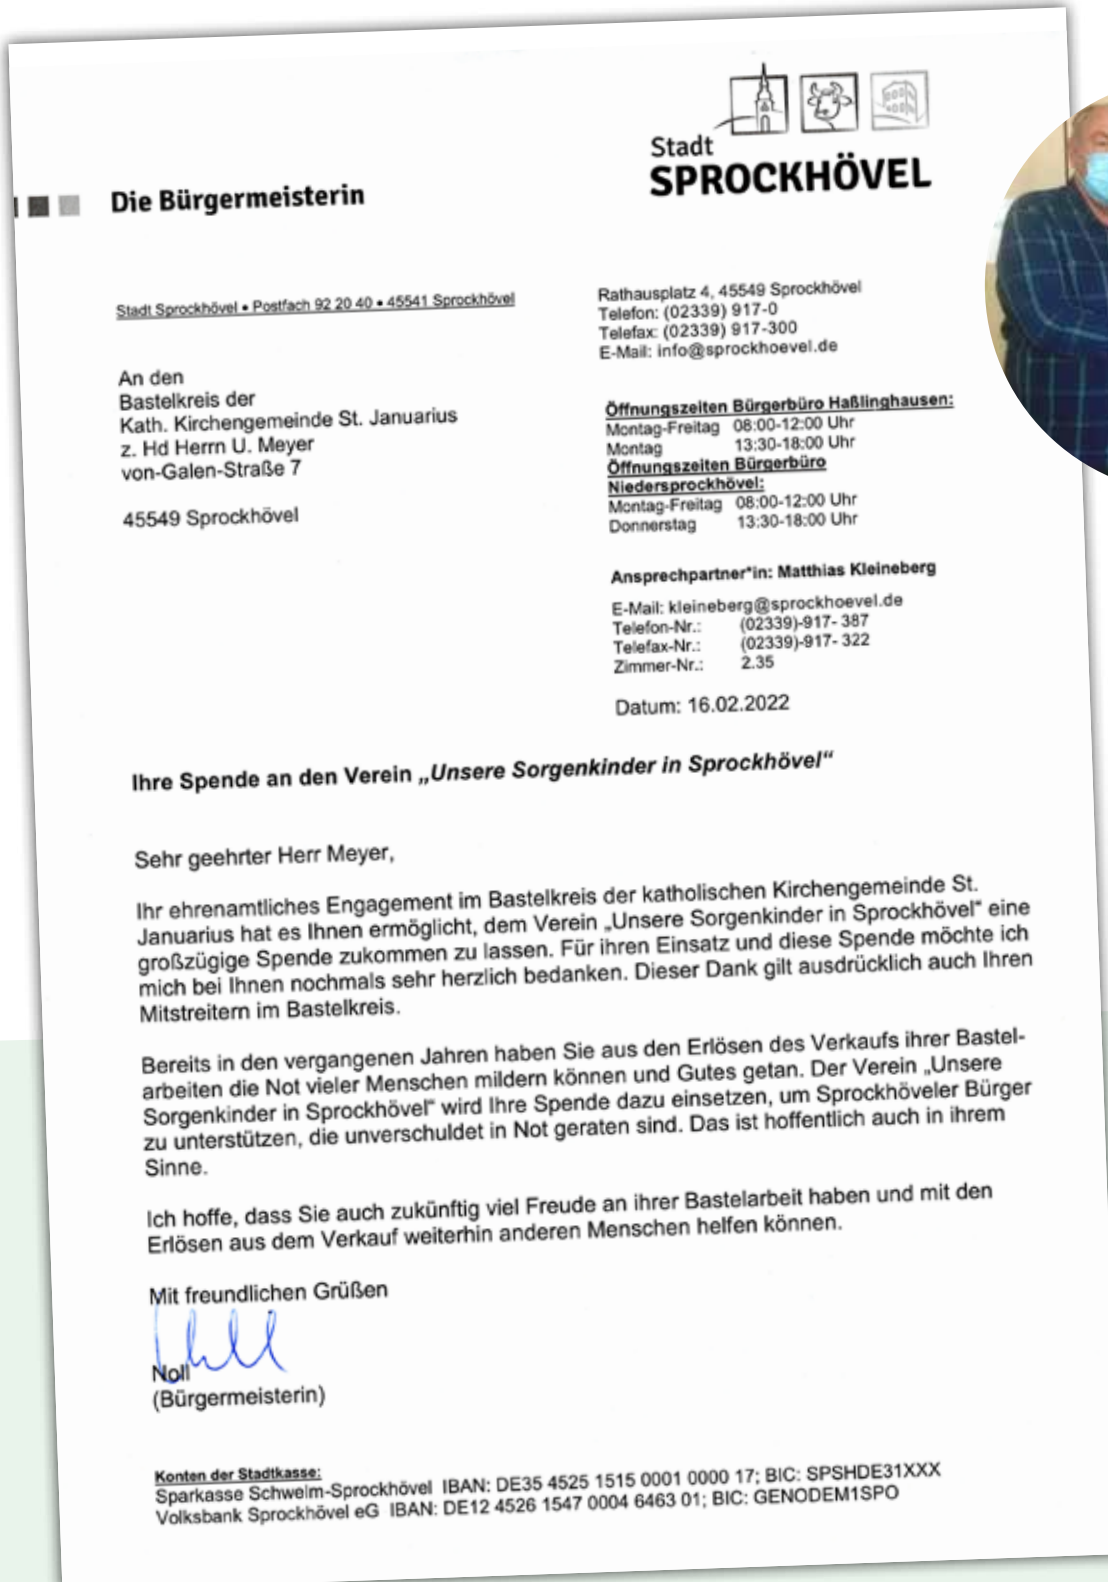 Stadt
SPROCKHÖVEL
Die Bürgermeisterin
Stadt Sprockhövel • Postfach 92 20 40 • 45541 Sprockhövel
An den
Bastelkreis der
Kath. Kirchengemeinde St. Januarius
z. Hd Herrn U. Meyer
von-Galen-Straße 7
45549 Sprockhövel
Rathausplatz 4, 45549 Sprockhövel
Telefon: (02339) 917-0
Telefax: (02339) 917-300
E-Mail: info@sprockhoevel.de
Öffnungszeiten Bürgerbüro Haßlinghausen:
Montag-Freitag 08:00-12:00 Uhr
Montag 13:30-18:00 Uhr
Öffnungszeiten Bürgerbüro
Niedersprockhövel:
Montag-Freitag 08:00-12:00 Uhr
Donnerstag 13:30-18:00 Uhr
Ansprechpartner*in: Matthias Kleineberg
E-Mail: kleineberg@sprockhoevel.de
Telefon-Nr.: (02339)-917- 387
Telefax-Nr.: (02339)-917- 322
Zimmer-Nr.: 2.35
Datum: 16.02.2022
Ihre Spende an den Verein „Unsere Sorgenkinder in Sprockhövel“
Sehr geehrter Herr Meyer,
Ihr ehrenamtliches Engagement im Bastelkreis der katholischen Kirchengemeinde St.
Januarius hat es Ihnen ermöglicht, dem Verein „Unsere Sorgenkinder in Sprockhövel“ eine
großzügige Spende zukommen zu lassen. Für ihren Einsatz und diese Spende möchte ich
mich bei Ihnen nochmals sehr herzlich bedanken. Dieser Dank gilt ausdrücklich auch Ihren
Mitstreitern im Bastelkreis.
Bereits in den vergangenen Jahren haben Sie aus den Erlösen des Verkaufs ihrer Bastel-
arbeiten die Not vieler Menschen mildern können und Gutes getan. Der Verein „Unsere
Sorgenkinder in Sprockhövel“ wird Ihre Spende dazu einsetzen, um Sprockhöveler Bürger
zu unterstützen, die unverschuldet in Not geraten sind. Das ist hoffentlich auch in ihrem
Sinne.
Ich hoffe, dass Sie auch zukünftig viel Freude an ihrer Bastelarbeit haben und mit den
Erlösen aus dem Verkauf weiterhin anderen Menschen helfen können.
Mit freundlichen Grüßen
Noll
(Bürgermeisterin)
Konten der Stadtkasse:
Sparkasse Schwelm-Sprockhövel IBAN: DE35 4525 1515 0001 0000 17; BIC: SPSHDE31XXX
Volksbank Sprockhövel eG IBAN: DE12 4526 1547 0004 6463 01; BIC: GENODEM1SPO